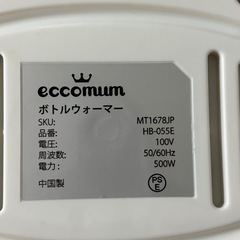 eccomum
ボトルウォーマー
SKU: MT1678JP
品番: HB-055E
電圧: 100V
周波数: 50/60Hz
電力: 500W
中国製
PS
E